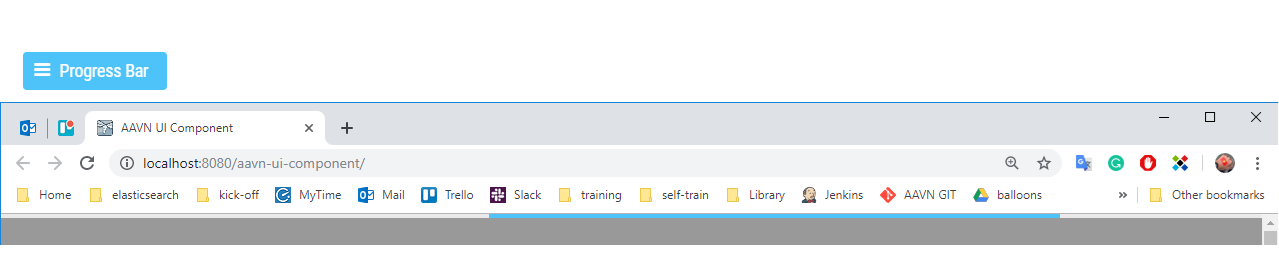 Progress Bar
AAVN UI Component
localhost:8080/aavn-ui-component/
Home elasticsearch kick-off MyTime Mail Trello Slack training self-train Library Jenkins AAVN GIT balloons » Other bookmarks